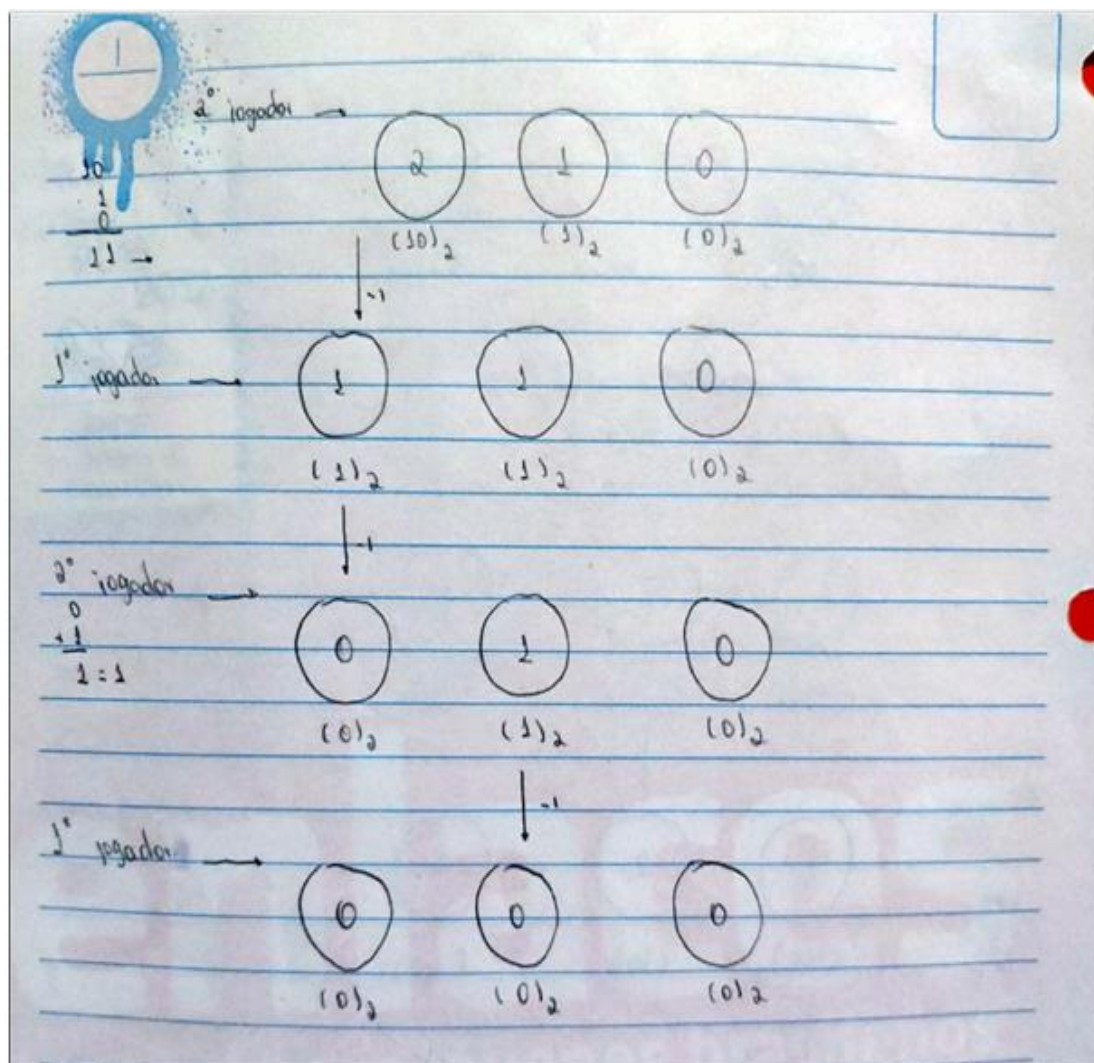 2° jogador →
2 1 0
10
1
0
11 →
(10)₂ (1)₂ (0)₂
-1
1° jogador →
1 1 0
(1)₂ (1)₂ (0)₂
-1
2° jogador →
0
+1
1=1
0 1 0
(0)₂ (1)₂ (0)₂
-1
1° jogador →
0 0 0
(0)₂ (0)₂ (0)₂